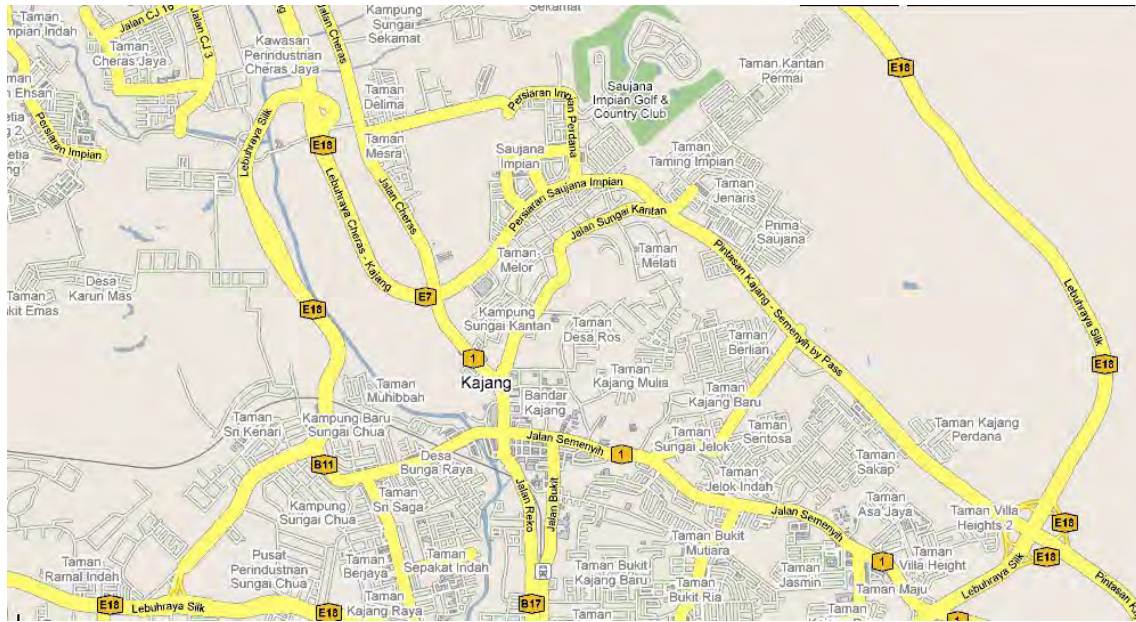 Taman
Impian Indah
Jalan CJ 16
Taman
Cheras Jaya
Jalan CJ 3
Kawasan
Perindustrian
Cheras Jaya
Jalan Cheras
Kampung
Sungai
Sekamat
Sekamat
Taman Kantan
Permai
E18
Saujana
Impian Golf &
Country Club
Persiaran Impian
Lebuhraya Silk
E18
Taman
Delima
Taman
Mesra
Persiaran Impian Perdana
Saujana
Impian
Taman
Taming Impian
Taman
Jenaris
Prima
Saujana
Lebuhraya Cheras - Kajang
Jalan Cheras
Persiaran Saujana Impian
Jalan Sungai Kantan
Taman
Melor
Taman
Melati
Pintasan Kajang - Semenyih by Pass
Lebuhraya Silk
Desa
Karun Mas
Taman
Bukit Emas
E18
E7
Kampung
Sungai Kantan
Taman
Desa Ros
Taman
Berlian
E18
1
Kajang
Taman
Muhibbah
Bandar
Kajang
Taman
Kajang Mulia
Taman
Kajang Baru
Taman
Sri Kenari
Kampung Baru
Sungai Chua
Jalan Semenyih
1
Taman
Sungai Jelok
Taman
Sentosa
Taman Kajang
Perdana
B11
Desa
Bunga Raya
Taman
Sri Saga
Jalan Reko
Jalan Bukit
Taman
Jelok Indah
Taman
Sakap
Kampung
Sungai Chua
Jalan Semenyih
Taman
Asa Jaya
Taman Villa
Heights 2
E18
Taman
Ramal Indah
Pusat
Perindustrian
Sungai Chua
Taman
Berjaya
Taman
Sepakat Indah
Taman Bukit
Mutiara
Taman Bukit
Kajang Baru
Taman
Bukit Ria
Taman
Jasmin
1
Taman
Villa Height
E18
Taman Maju
Lebuhraya Silk
Pintasan
E18
Lebuhraya Silk
E18
Taman
Kajang Raya
B17
Taman
1